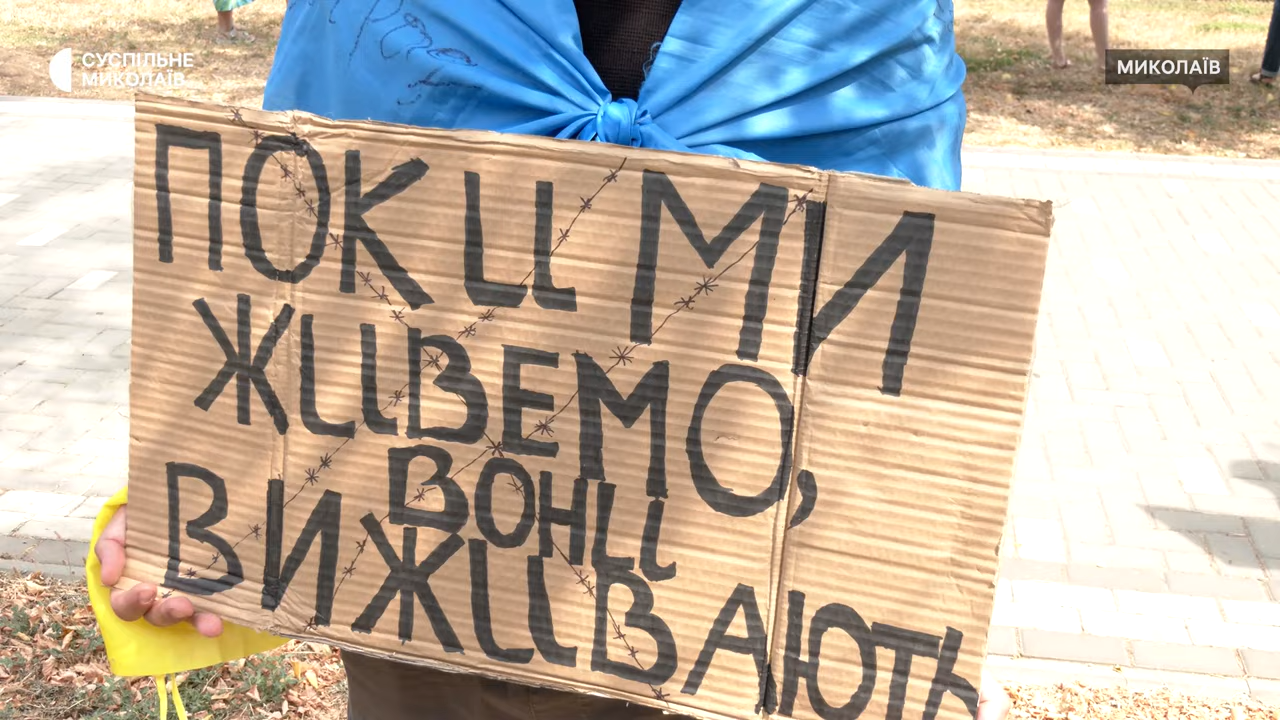 СУСПІЛЬНЕ
МИКОЛАЇВ
МИКОЛАЇВ
ПОКИ МИ
ЖИВЕМО,
ВОНИ
ВИЖИВАЮТЬ